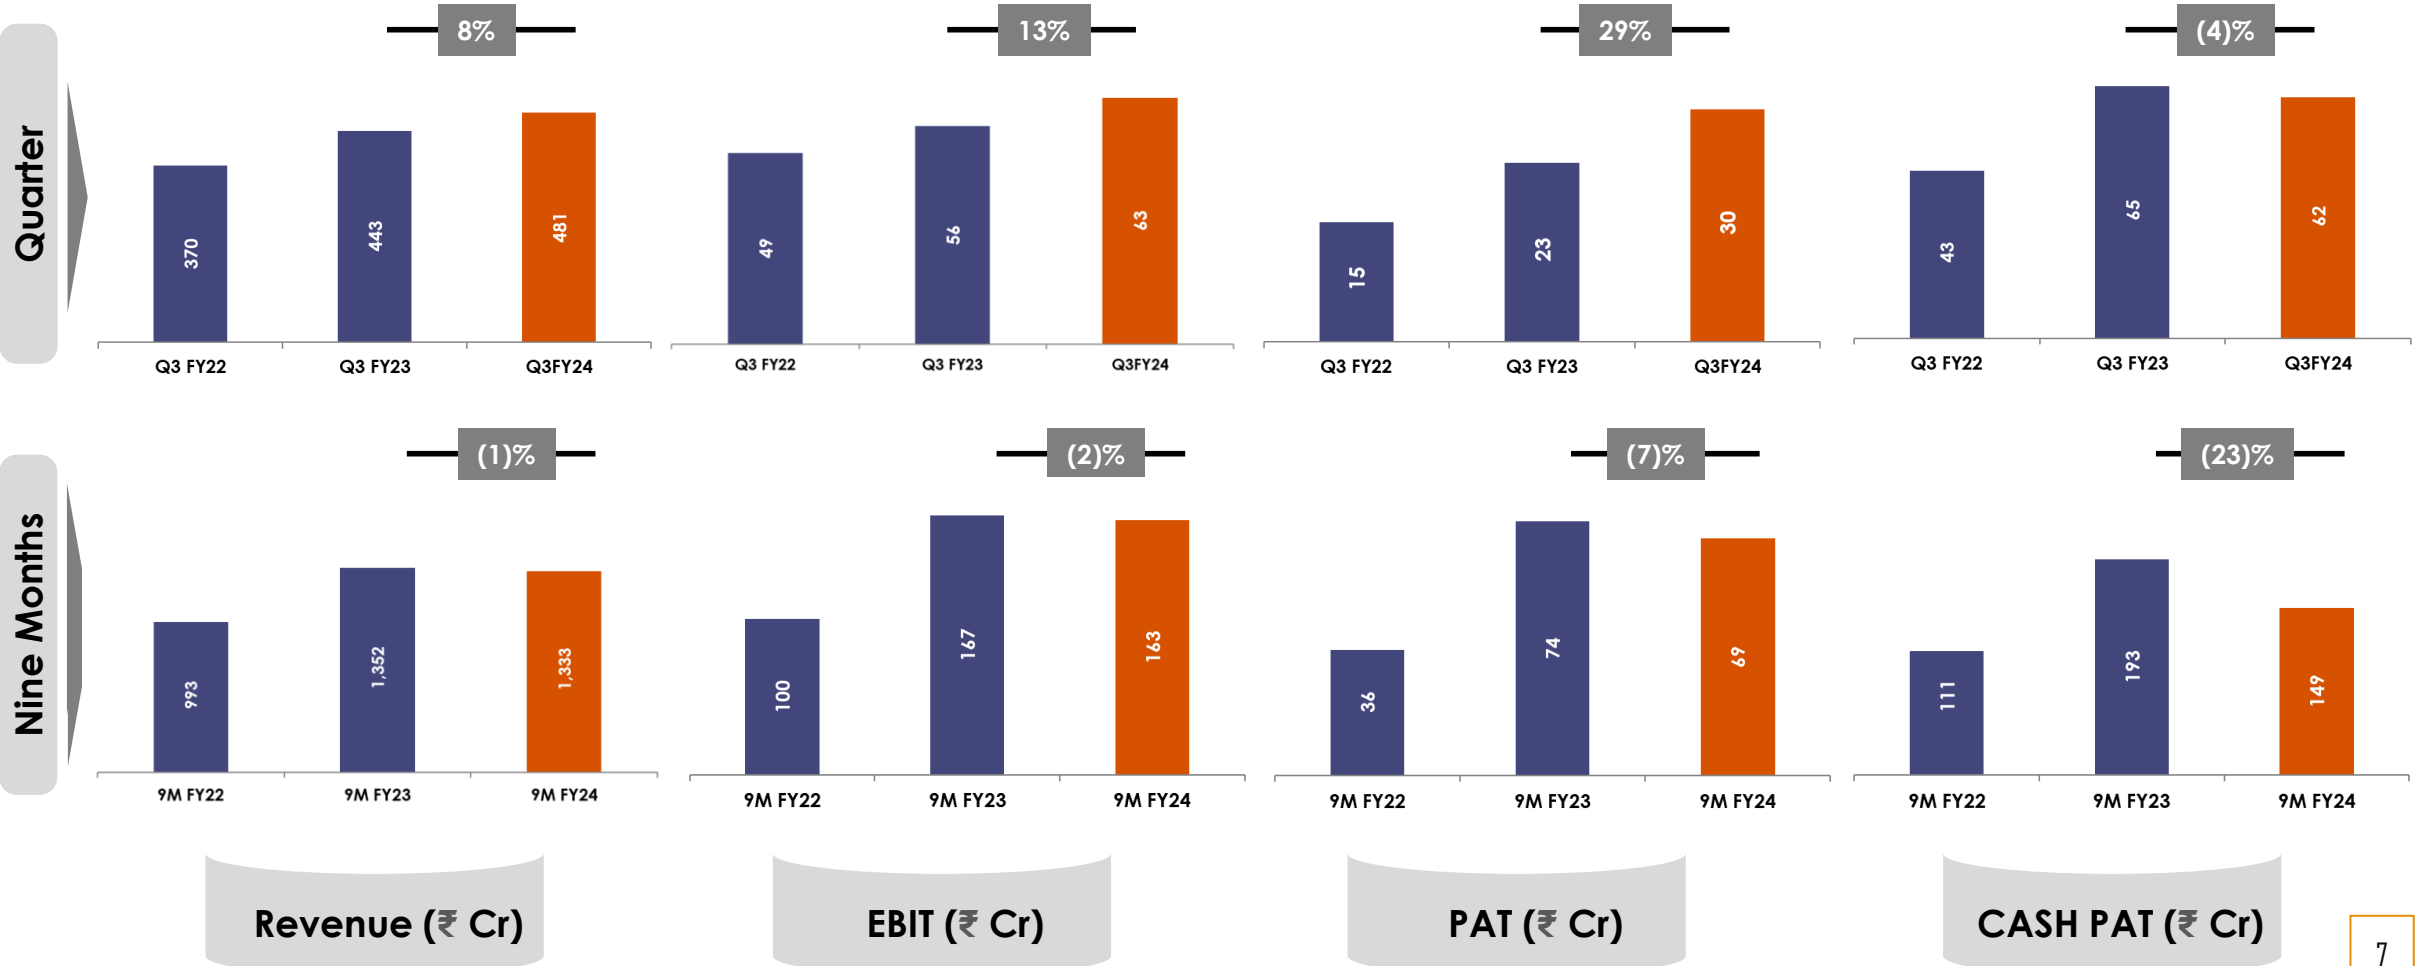 Quarter
8%
370
443
481
Q3 FY22
Q3 FY23
Q3FY24
13%
49
56
63
Q3 FY22
Q3 FY23
Q3FY24
29%
15
23
30
Q3 FY22
Q3 FY23
Q3FY24
(4)%
43
65
62
Q3 FY22
Q3 FY23
Q3FY24
Nine Months
(1)%
993
1,352
1,333
9M FY22
9M FY23
9M FY24
(2)%
100
167
163
9M FY22
9M FY23
9M FY24
(7)%
36
74
69
9M FY22
9M FY23
9M FY24
(23)%
111
193
149
9M FY22
9M FY23
9M FY24
Revenue (₹ Cr)
EBIT (₹ Cr)
PAT (₹ Cr)
CASH PAT (₹ Cr)
7